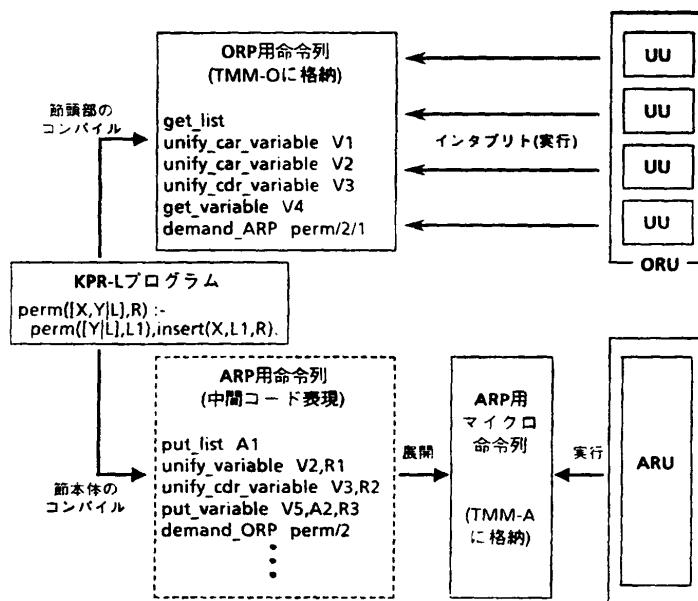 ORP用命令列
(TMM-Oに格納)
get_list
unify_car_variable V1
unify_car_variable V2
unify_cdr_variable V3
get_variable V4
demand_ARP perm/2/1
節頭部の
コンパイル
インタプリト(実行)
UU
UU
UU
UU
ORU
KPR-Lプログラム
perm([X,Y|L],R) :-
perm([Y|L],L1),insert(X,L1,R).
節本体の
コンパイル
ARP用命令列
(中間コード表現)
put_list A1
unify_variable V2,R1
unify_cdr_variable V3,R2
put_variable V5,A2,R3
demand_ORP perm/2
展開
ARP用
マイクロ
命令列
(TMM-A
に格納)
実行
ARU